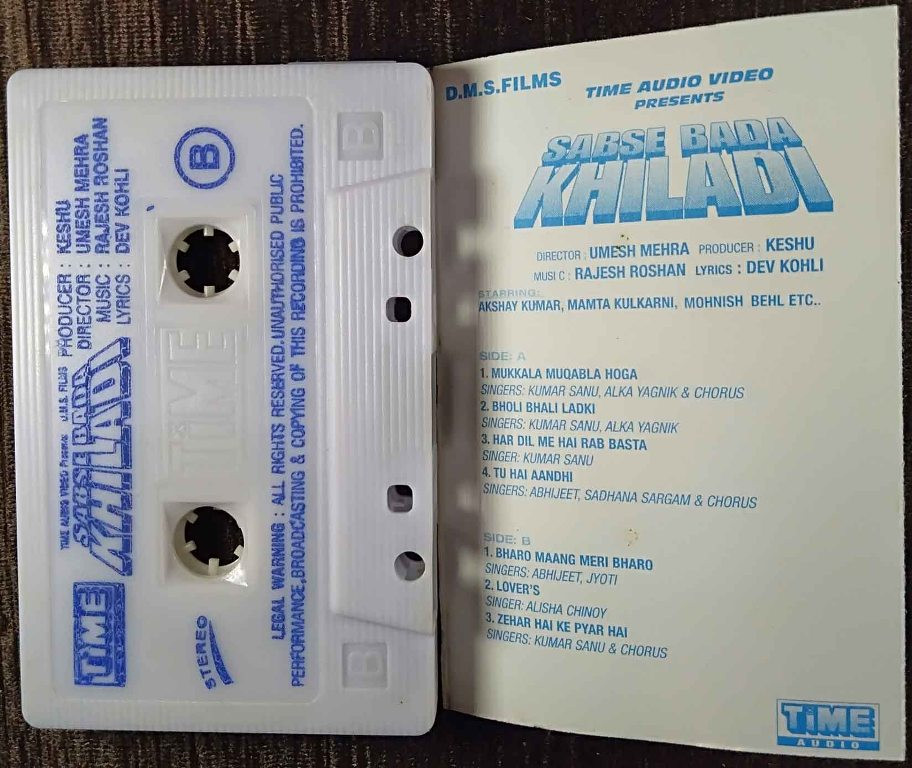 TIME AUDIO VIDEO Presents D.M.S. FILMS
SABSE BADA
KHILADI
PRODUCER : KESHU
DIRECTOR : UMESH MEHRA
MUSIC : RAJESH ROSHAN
LYRICS : DEV KOHLI
B
TiME
STEREO
TiME
LEGAL WARNING : ALL RIGHTS RESERVED. UNAUTHORISED PUBLIC
PERFORMANCE, BROADCASTING & COPYING OF THIS RECORDING IS PROHIBITED.
B
B
D.M.S.FILMS
TIME AUDIO VIDEO
PRESENTS
SABSE BADA
KHILADI
DIRECTOR : UMESH MEHRA PRODUCER : KESHU
MUSI C : RAJESH ROSHAN LYRICS : DEV KOHLI
STARRING:
AKSHAY KUMAR, MAMTA KULKARNI, MOHNISH BEHL ETC..
SIDE: A
1. MUKKALA MUQABLA HOGA
SINGERS: KUMAR SANU, ALKA YAGNIK & CHORUS
2. BHOLI BHALI LADKI
SINGERS: KUMAR SANU, ALKA YAGNIK
3. HAR DIL ME HAI RAB BASTA
SINGER: KUMAR SANU
4. TU HAI AANDHI
SINGERS: ABHIJEET, SADHANA SARGAM & CHORUS
SIDE: B
1. BHARO MAANG MERI BHARO
SINGERS: ABHIJEET, JYOTI
2. LOVER'S
SINGER: ALISHA CHINOY
3. ZEHAR HAI KE PYAR HAI
SINGERS: KUMAR SANU & CHORUS
TiME
AUDIO